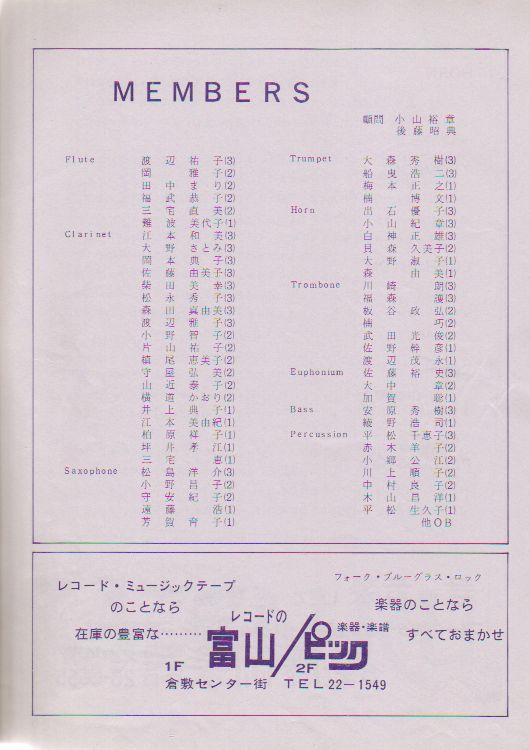 MEMBERS
顧問 小山裕章
後藤昭典
Flute 渡辺祐子(3)
岡雅子(2)
田中まり(2)
福武恭子(2)
三宅直美(2)
難波美代子(1)
Clarinet 江本和美(3)
大野さとみ(3)
岡本典子(3)
佐藤由美子(3)
柴田美幸(3)
松永秀子(3)
森田真由美(3)
渡辺雅子(3)
小野智子(2)
片山祐子(2)
槙尾恵美子(2)
守屋弘美(2)
山近泰子(2)
横道かおり(2)
井上典子(1)
江本美由紀(1)
柏原祥子(1)
坪井孝江(1)
三宅恵(1)
Saxophone 松島洋介(3)
小野昌子(2)
守安紀子(2)
遠藤浩(1)
芳賀育子(1)
Trumpet 大森秀樹(3)
船曳浩二(3)
梅本正之(1)
楠博文(1)
Horn 出石優子(3)
小山紀章(3)
白神正雄(3)
貝森久美子(2)
大野淑子(1)
森由美(1)
Trombone 川崎朗(3)
福森護(3)
板谷政弘(2)
楠巧(2)
武田光俊(2)
佐野幹彦(1)
渡辺茂永(1)
Euphonium 佐藤裕史(3)
大中章(2)
加賀聡(1)
Bass 安原秀樹(3)
綾野浩司(1)
Percussion 平松千恵子(3)
赤木羊子(2)
小郷公江(2)
川上順子(2)
中村良子(2)
木山昌洋(1)
平松生久子(1)
他OB
レコード・ミュージックテープ
のことなら
在庫の豊富な………
レコードの
富山/ピック
1F 2F
楽器・楽譜
フォーク・ブルーグラス・ロック
楽器のことなら
すべておまかせ
倉敷センター街 TEL22-1549